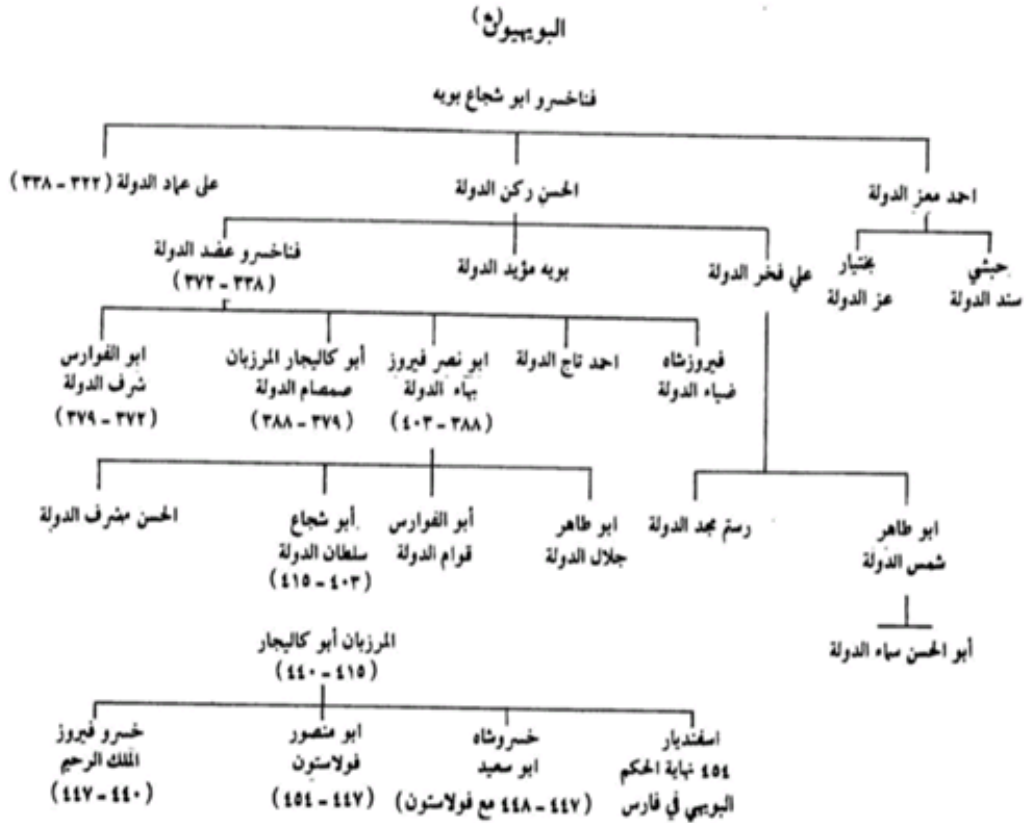 البويهيون(٥)
فناخسرو ابو شجاع بويه
احمد معز الدولة
الحسن ركن الدولة
على عماد الدولة (٣٢٢ - ٣٣٨)
حبشي
سند الدولة
بختيار
عز الدولة
علي فخر الدولة
بويه مؤيد الدولة
فناخسرو عضد الدولة
(٣٣٨ - ٣٧٢)
فيروزشاه
ضياء الدولة
احمد تاج الدولة
ابو نصر فيروز
بهاء الدولة
(٣٨٨ - ٤٠٣)
أبو كاليجار المرزبان
صمصام الدولة
(٣٧٩ - ٣٨٨)
ابو الفوارس
شرف الدولة
(٣٧٢ - ٣٧٩)
ابو طاهر
شمس الدولة
رستم مجد الدولة
ابو طاهر
جلال الدولة
أبو الفوارس
قوام الدولة
أبو شجاع
سلطان الدولة
(٤٠٣ - ٤١٥)
الحسن مشرف الدولة
أبو الحسن سماء الدولة
المرزبان أبو كاليجار
(٤١٥ - ٤٤٠)
اسفنديار
٤٥٤ نهاية الحكم
البويهي في فارس
خسروشاه
ابو سعيد
(٤٤٧ - ٤٤٨ مع فولاستون)
ابو منصور
فولاستون
(٤٤٧ - ٤٥٤)
خسرو فيروز
الملك الرحيم
(٤٤٠ - ٤٤٧)